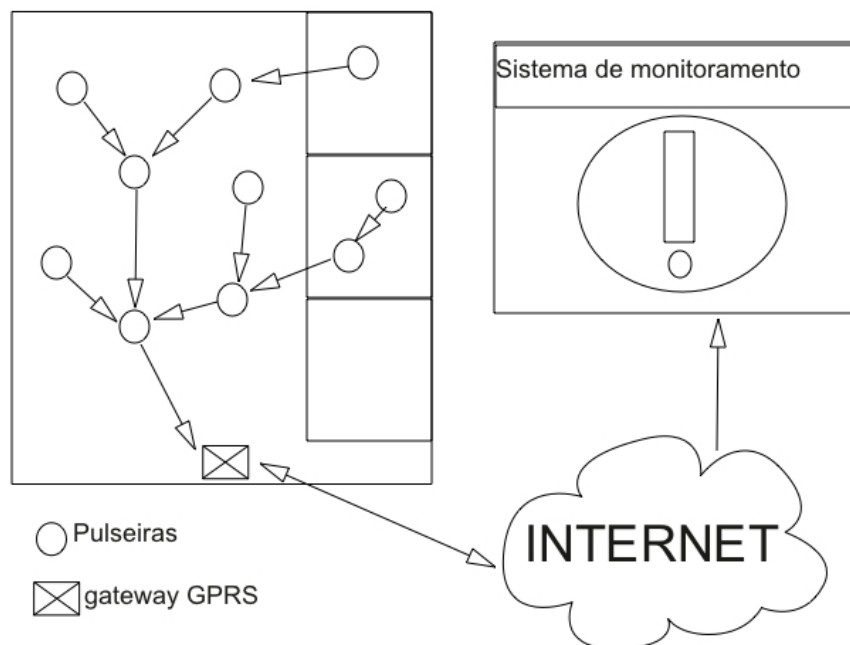 Sistema de monitoramento
INTERNET
Pulseiras
gateway GPRS